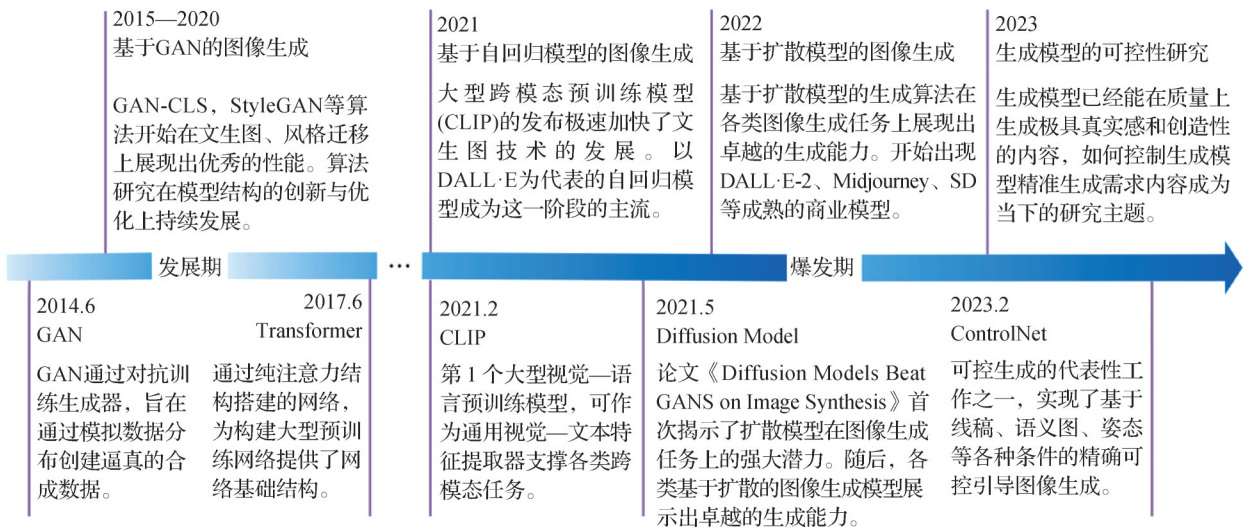 2015—2020
基于GAN的图像生成
GAN-CLS，StyleGAN等算
法开始在文生图、风格迁移
上展现出优秀的性能。算法
研究在模型结构的创新与优
化上持续发展。
2021
基于自回归模型的图像生成
大型跨模态预训练模型
(CLIP)的发布极速加快了文
生图技术的发展。以
DALL·E为代表的自回归模
型成为这一阶段的主流。
2022
基于扩散模型的图像生成
基于扩散模型的生成算法在
各类图像生成任务上展现出
卓越的生成能力。开始出现
DALL·E-2、Midjourney、SD
等成熟的商业模型。
2023
生成模型的可控性研究
生成模型已经能在质量上
生成极具真实感和创造性
的内容，如何控制生成模
型精准生成需求内容成为
当下的研究主题。
发展期
…
爆发期
2014.6
GAN
GAN通过对抗训
练生成器，旨在
通过模拟数据分
布创建逼真的合
成数据。
2017.6
Transformer
通过纯注意力结
构搭建的网络，
为构建大型预训
练网络提供了网
络基础结构。
2021.2
CLIP
第1个大型视觉—语
言预训练模型，可作
为通用视觉—文本特
征提取器支撑各类跨
模态任务。
2021.5
Diffusion Model
论文《Diffusion Models Beat
GANS on Image Synthesis》首
次揭示了扩散模型在图像生成
任务上的强大潜力。随后，各
类基于扩散的图像生成模型展
示出卓越的生成能力。
2023.2
ControlNet
可控生成的代表性工
作之一，实现了基于
线稿、语义图、姿态
等各种条件的精确可
控引导图像生成。